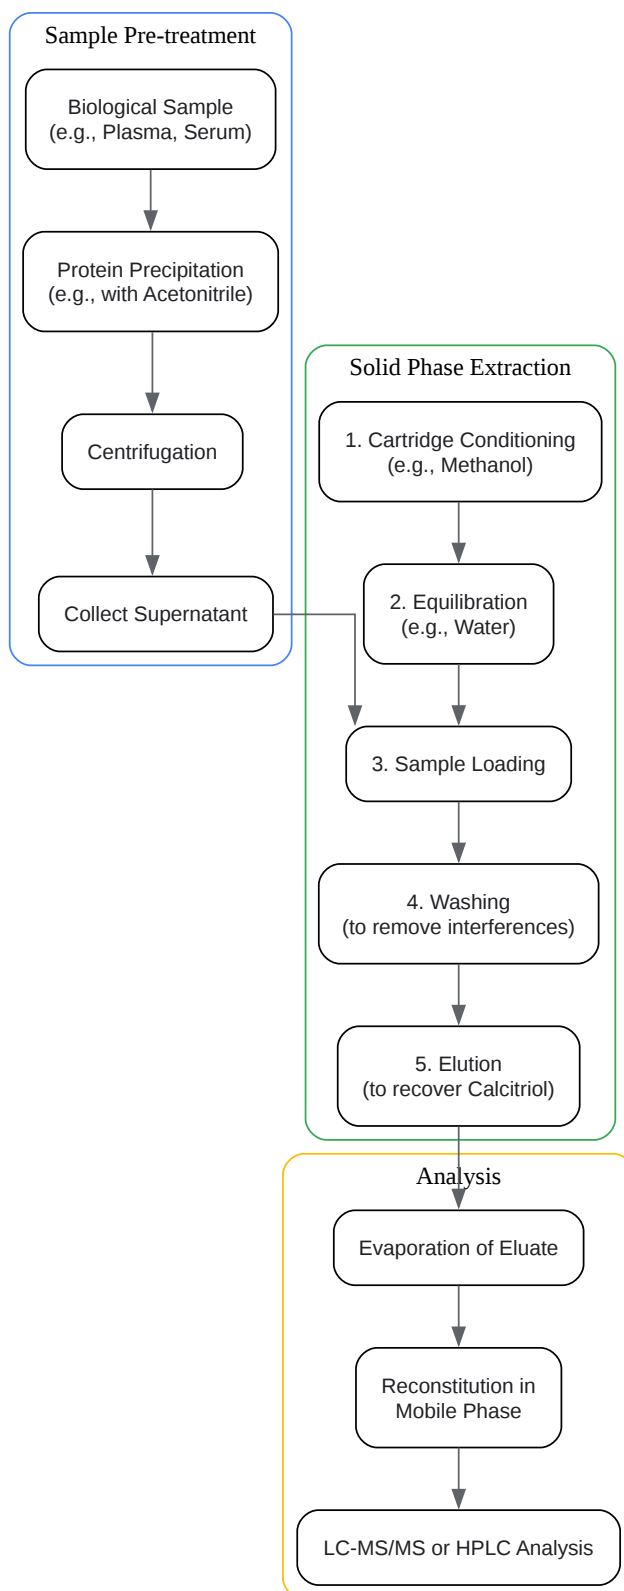 Sample Pre-treatment
Biological Sample
(e.g., Plasma, Serum)
Protein Precipitation
(e.g., with Acetonitrile)
Centrifugation
Collect Supernatant
Solid Phase Extraction
1. Cartridge Conditioning
(e.g., Methanol)
2. Equilibration
(e.g., Water)
3. Sample Loading
4. Washing
(to remove interferences)
5. Elution
(to recover Calcitriol)
Analysis
Evaporation of Eluate
Reconstitution in
Mobile Phase
LC-MS/MS or HPLC Analysis